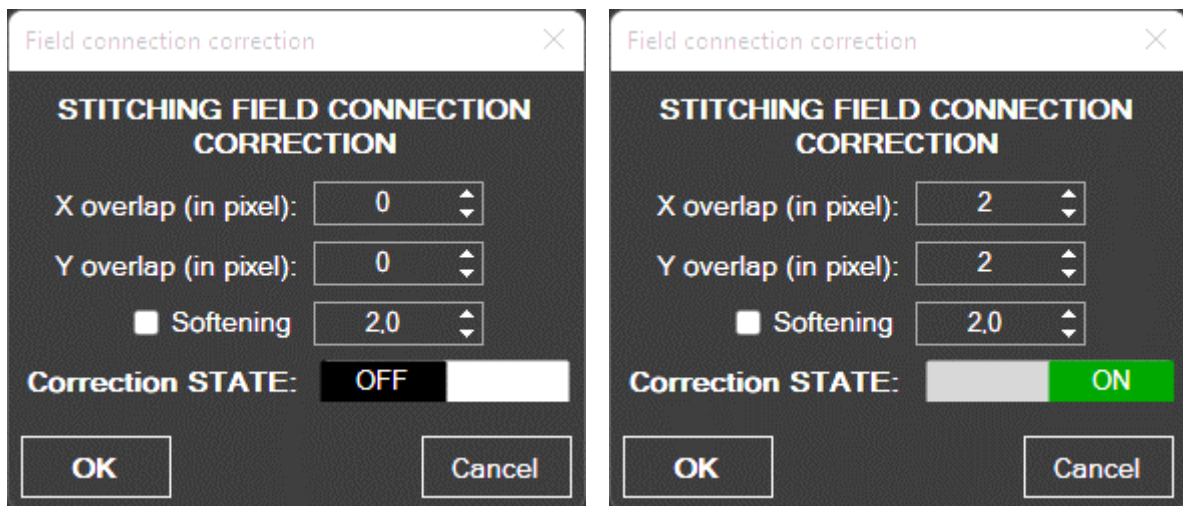 Field connection correction
STITCHING FIELD CONNECTION
CORRECTION
X overlap (in pixel): 0
Y overlap (in pixel): 0
Softening 2,0
Correction STATE: OFF
OK Cancel
Field connection correction
STITCHING FIELD CONNECTION
CORRECTION
X overlap (in pixel): 2
Y overlap (in pixel): 2
Softening 2,0
Correction STATE: ON
OK Cancel